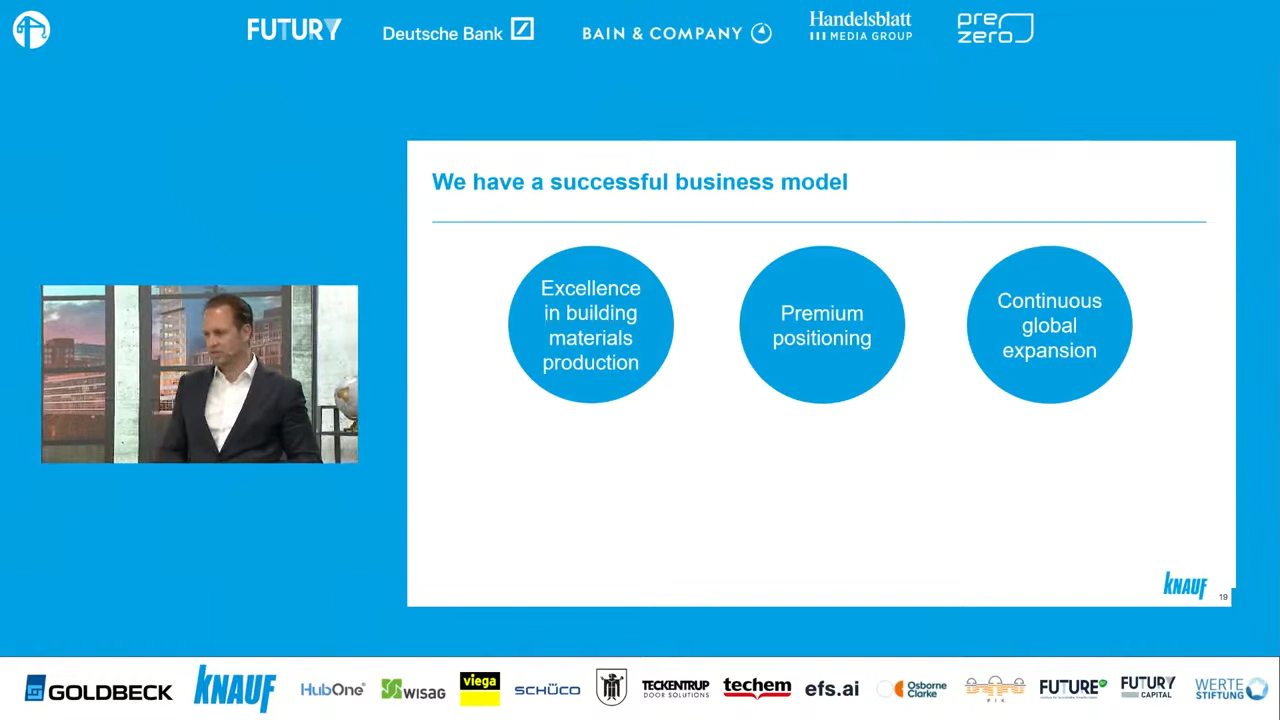 FUTURY
Deutsche Bank
BAIN & COMPANY
Handelsblatt
MEDIA GROUP
pre
zero
We have a successful business model
Excellence
in building
materials
production
Premium
positioning
Continuous
global
expansion
KNAUF
19
GOLDBECK
KNAUF
HubOne
WISAG
viega
SCHÜCO
TECKENTRUP
DOOR SOLUTIONS
techem
efs.ai
Osborne
Clarke
FUTURE
FUTURY
CAPITAL
WERTE
STIFTUNG